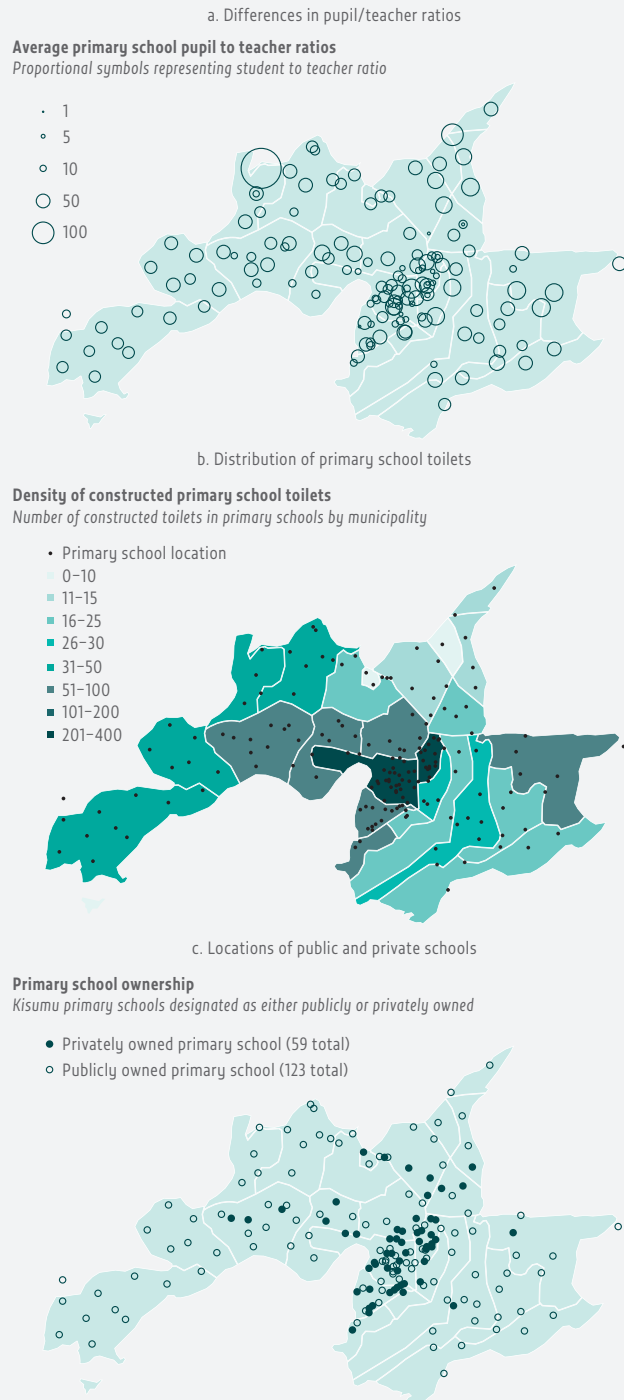 a. Differences in pupil/teacher ratios
Average primary school pupil to teacher ratios
Proportional symbols representing student to teacher ratio
1
5
10
50
100
b. Distribution of primary school toilets
Density of constructed primary school toilets
Number of constructed toilets in primary schools by municipality
Primary school location
0–10
11–15
16–25
26–30
31–50
51–100
101–200
201–400
c. Locations of public and private schools
Primary school ownership
Kisumu primary schools designated as either publicly or privately owned
Privately owned primary school (59 total)
Publicly owned primary school (123 total)